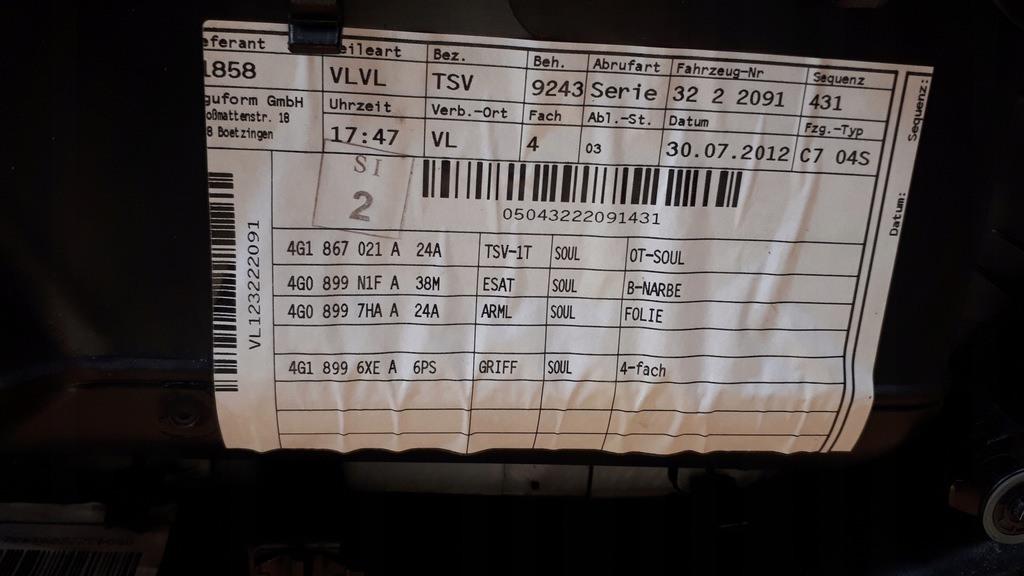 eferant eileart Bez. Beh. Abrufart Fahrzeug-Nr Sequenz
1858 VLVL TSV 9243 Serie 32 2 2091 431
guform GmbH Uhrzeit Verb.-Ort Fach Abl.-St. Datum Fzg.-Typ
oßmattenstr. 18
8 Boetzingen 17:47 VL 4 03 30.07.2012 C7 04S
SI
2
05043222091431
VL123222091
4G1 867 021 A 24A TSV-1T SOUL OT-SOUL
4G0 899 N1F A 38M ESAT SOUL B-NARBE
4G0 899 7HA A 24A ARML SOUL FOLIE
4G1 899 6XE A 6PS GRIFF SOUL 4-fach
Sequenz:
Datum: